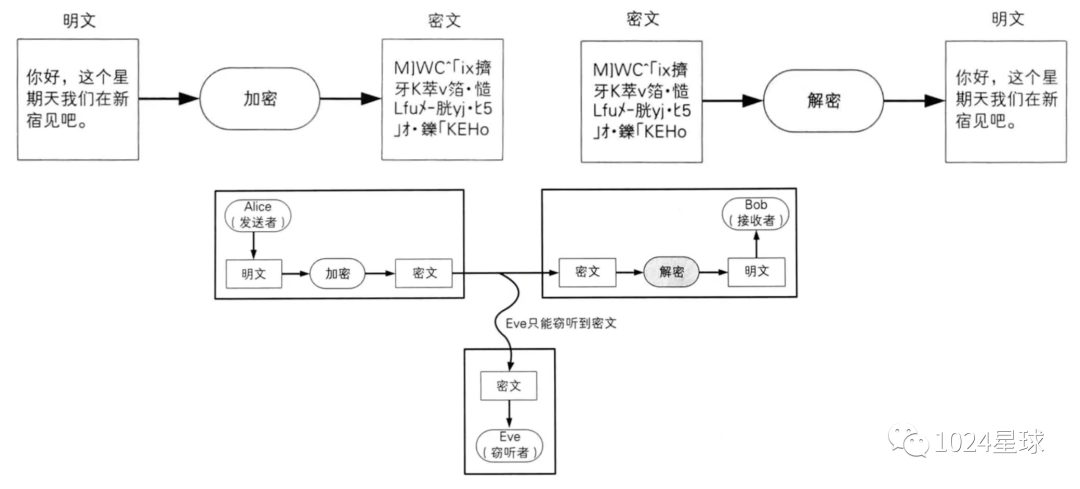 明文
密文
密文
明文
你好，这个星
期天我们在新
宿见吧。
加密
M]WC^｢ix擠
牙K萃v箔･慥
Lfuﾒｰ胱yj･ﾋ5
｣ｵ･鑠｢KEHo
M]WC^｢ix擠
牙K萃v箔･慥
Lfuﾒｰ胱yj･ﾋ5
｣ｵ･鑠｢KEHo
解密
你好，这个星
期天我们在新
宿见吧。
Alice
（发送者）
明文
加密
密文
Bob
（接收者）
密文
解密
明文
Eve只能窃听到密文
密文
Eve
（窃听者）
1024星球